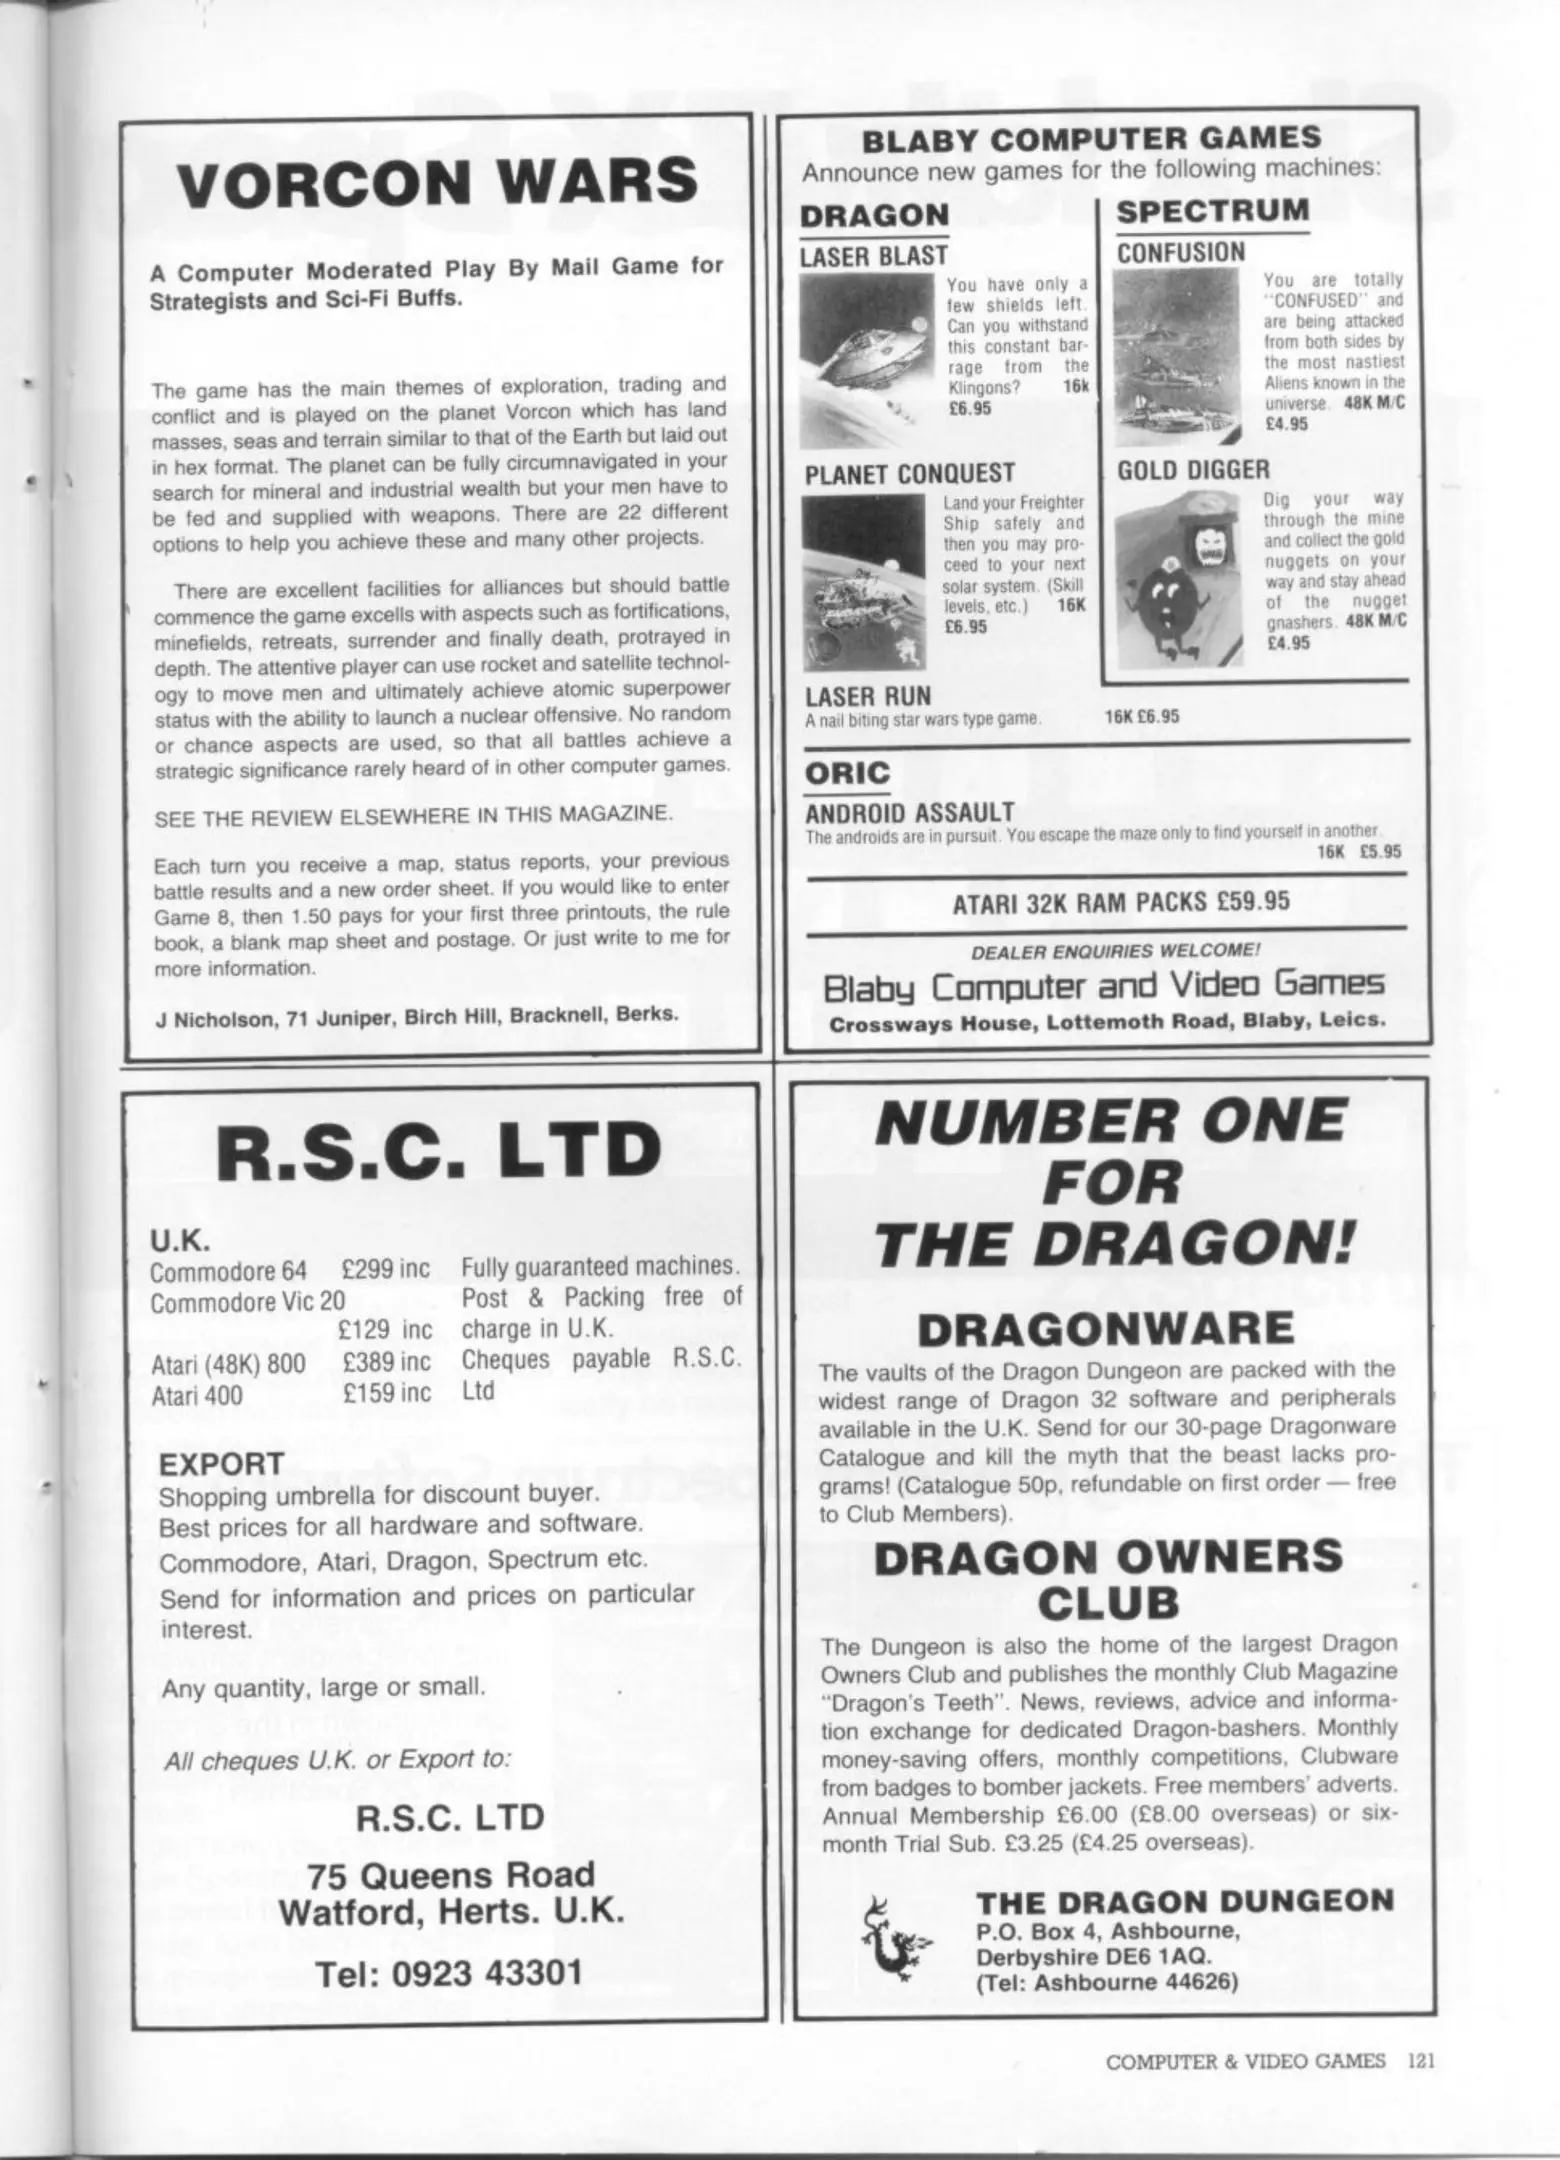 VORCON WARS
A Computer Moderated Play By Mail Game for
Strategists and Sci-Fi Buffs.
The game has the main themes of exploration, trading and
conflict and is played on the planet Vorcon which has land
masses, seas and terrain similar to that of the Earth but laid out
in hex format. The planet can be fully circumnavigated in your
search for mineral and industrial wealth but your men have to
be fed and supplied with weapons. There are 22 different
options to help you achieve these and many other projects.
There are excellent facilities for alliances but should battle
commence the game excells with aspects such as fortifications,
minefields, retreats, surrender and finally death, protrayed in
depth. The attentive player can use rocket and satellite technol-
ogy to move men and ultimately achieve atomic superpower
status with the ability to launch a nuclear offensive. No random
or chance aspects are used, so that all battles achieve a
strategic significance rarely heard of in other computer games.
SEE THE REVIEW ELSEWHERE IN THIS MAGAZINE.
Each turn you receive a map, status reports, your previous
battle results and a new order sheet. If you would like to enter
Game 8, then 1.50 pays for your first three printouts, the rule
book, a blank map sheet and postage. Or just write to me for
more information.
J Nicholson, 71 Juniper, Birch Hill, Bracknell, Berks.
BLABY COMPUTER GAMES
Announce new games for the following machines:
DRAGON
LASER BLAST
You have only a
few shields left.
Can you withstand
this constant bar-
rage from the
Klingons? 16k
£6.95
PLANET CONQUEST
Land your Freighter
Ship safely and
then you may pro-
ceed to your next
solar system. (Skill
levels, etc.) 16K
£6.95
SPECTRUM
CONFUSION
You are totally
"CONFUSED" and
are being attacked
from both sides by
the most nastiest
Aliens known in the
universe. 48K M/C
£4.95
GOLD DIGGER
Dig your way
through the mine
and collect the gold
nuggets on your
way and stay ahead
of the nugget
gnashers. 48K M/C
£4.95
LASER RUN
A nail biting star wars type game. 16K £6.95
ORIC
ANDROID ASSAULT
The androids are in pursuit. You escape the maze only to find yourself in another.
16K £5.95
ATARI 32K RAM PACKS £59.95
DEALER ENQUIRIES WELCOME!
Blaby Computer and Video Games
Crossways House, Lottemoth Road, Blaby, Leics.
R.S.C. LTD
U.K.
Commodore 64 £299 inc
Commodore Vic 20
£129 inc
Atari (48K) 800 £389 inc
Atari 400 £159 inc
Fully guaranteed machines.
Post & Packing free of
charge in U.K.
Cheques payable R.S.C.
Ltd
EXPORT
Shopping umbrella for discount buyer.
Best prices for all hardware and software.
Commodore, Atari, Dragon, Spectrum etc.
Send for information and prices on particular
interest.
Any quantity, large or small.
All cheques U.K. or Export to:
R.S.C. LTD
75 Queens Road
Watford, Herts. U.K.
Tel: 0923 43301
NUMBER ONE
FOR
THE DRAGON!
DRAGONWARE
The vaults of the Dragon Dungeon are packed with the
widest range of Dragon 32 software and peripherals
available in the U.K. Send for our 30-page Dragonware
Catalogue and kill the myth that the beast lacks pro-
grams! (Catalogue 50p, refundable on first order — free
to Club Members).
DRAGON OWNERS
CLUB
The Dungeon is also the home of the largest Dragon
Owners Club and publishes the monthly Club Magazine
"Dragon's Teeth". News, reviews, advice and informa-
tion exchange for dedicated Dragon-bashers. Monthly
money-saving offers, monthly competitions, Clubware
from badges to bomber jackets. Free members' adverts.
Annual Membership £6.00 (£8.00 overseas) or six-
month Trial Sub. £3.25 (£4.25 overseas).
THE DRAGON DUNGEON
P.O. Box 4, Ashbourne,
Derbyshire DE6 1AQ.
(Tel: Ashbourne 44626)
COMPUTER & VIDEO GAMES 121